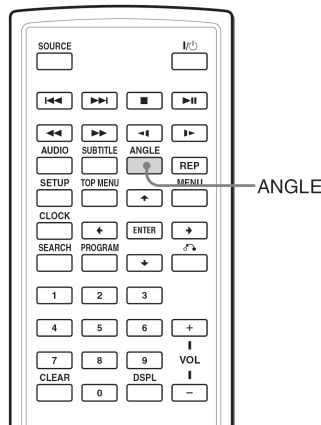 SOURCE I/⏻
AUDIO SUBTITLE ANGLE
REP
SETUP TOP MENU MENU
ANGLE
CLOCK
ENTER
SEARCH PROGRAM
1 2 3
4 5 6 +
7 8 9 VOL
CLEAR DSPL
0 −